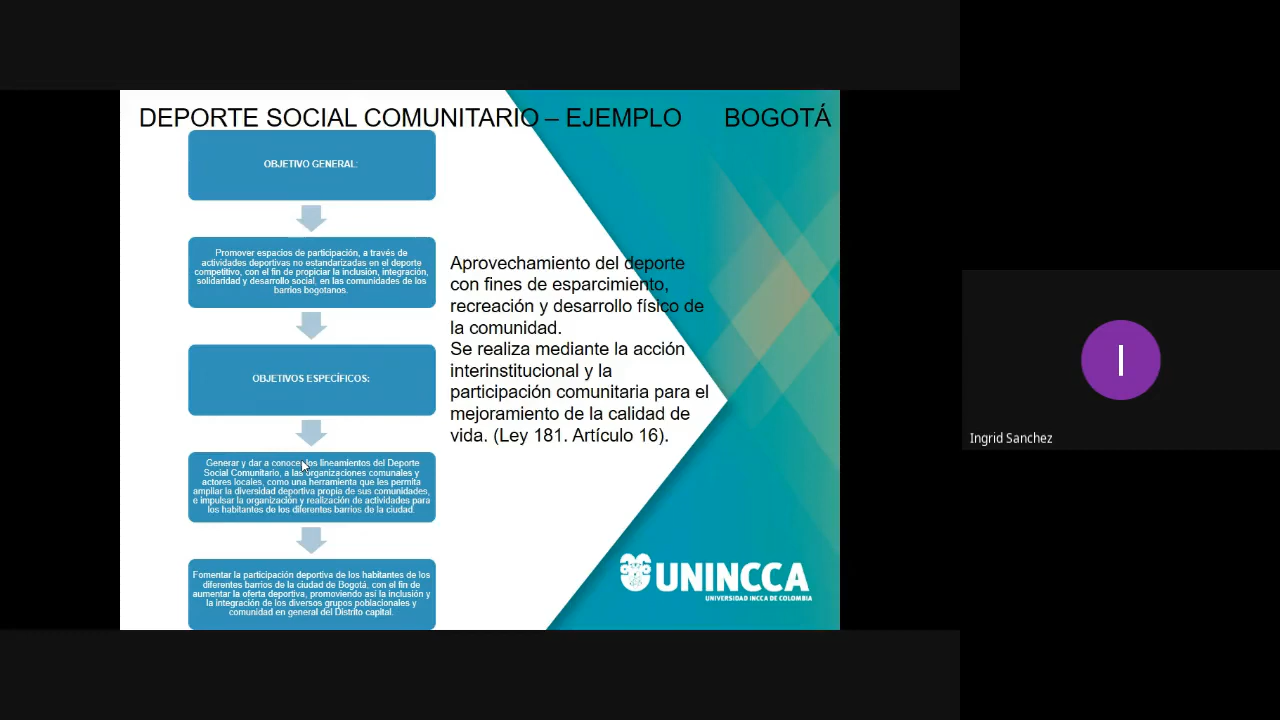 DEPORTE SOCIAL COMUNITARIO – EJEMPLO BOGOTÁ
OBJETIVO GENERAL:
Promover espacios de participación, a través de
actividades deportivas no estandarizadas en el deporte
competitivo, con el fin de propiciar la inclusión, integración,
solidaridad y desarrollo social, en las comunidades de los
barrios bogotanos.
OBJETIVOS ESPECÍFICOS:
Generar y dar a conocer los lineamientos del Deporte
Social Comunitario, a las organizaciones comunales y
actores locales, como una herramienta que les permita
ampliar la diversidad deportiva propia de sus comunidades,
e impulsar la organización y realización de actividades para
los habitantes de los diferentes barrios de la ciudad.
Fomentar la participación deportiva de los habitantes de los
diferentes barrios de la ciudad de Bogotá, con el fin de
aumentar la oferta deportiva, promoviendo así la inclusión y
la integración de los diversos grupos poblacionales y
comunidad en general del Distrito capital.
Aprovechamiento del deporte
con fines de esparcimiento,
recreación y desarrollo físico de
la comunidad.
Se realiza mediante la acción
interinstitucional y la
participación comunitaria para el
mejoramiento de la calidad de
vida. (Ley 181. Artículo 16).
UNINCCA
UNIVERSIDAD INCCA DE COLOMBIA
I
Ingrid Sanchez